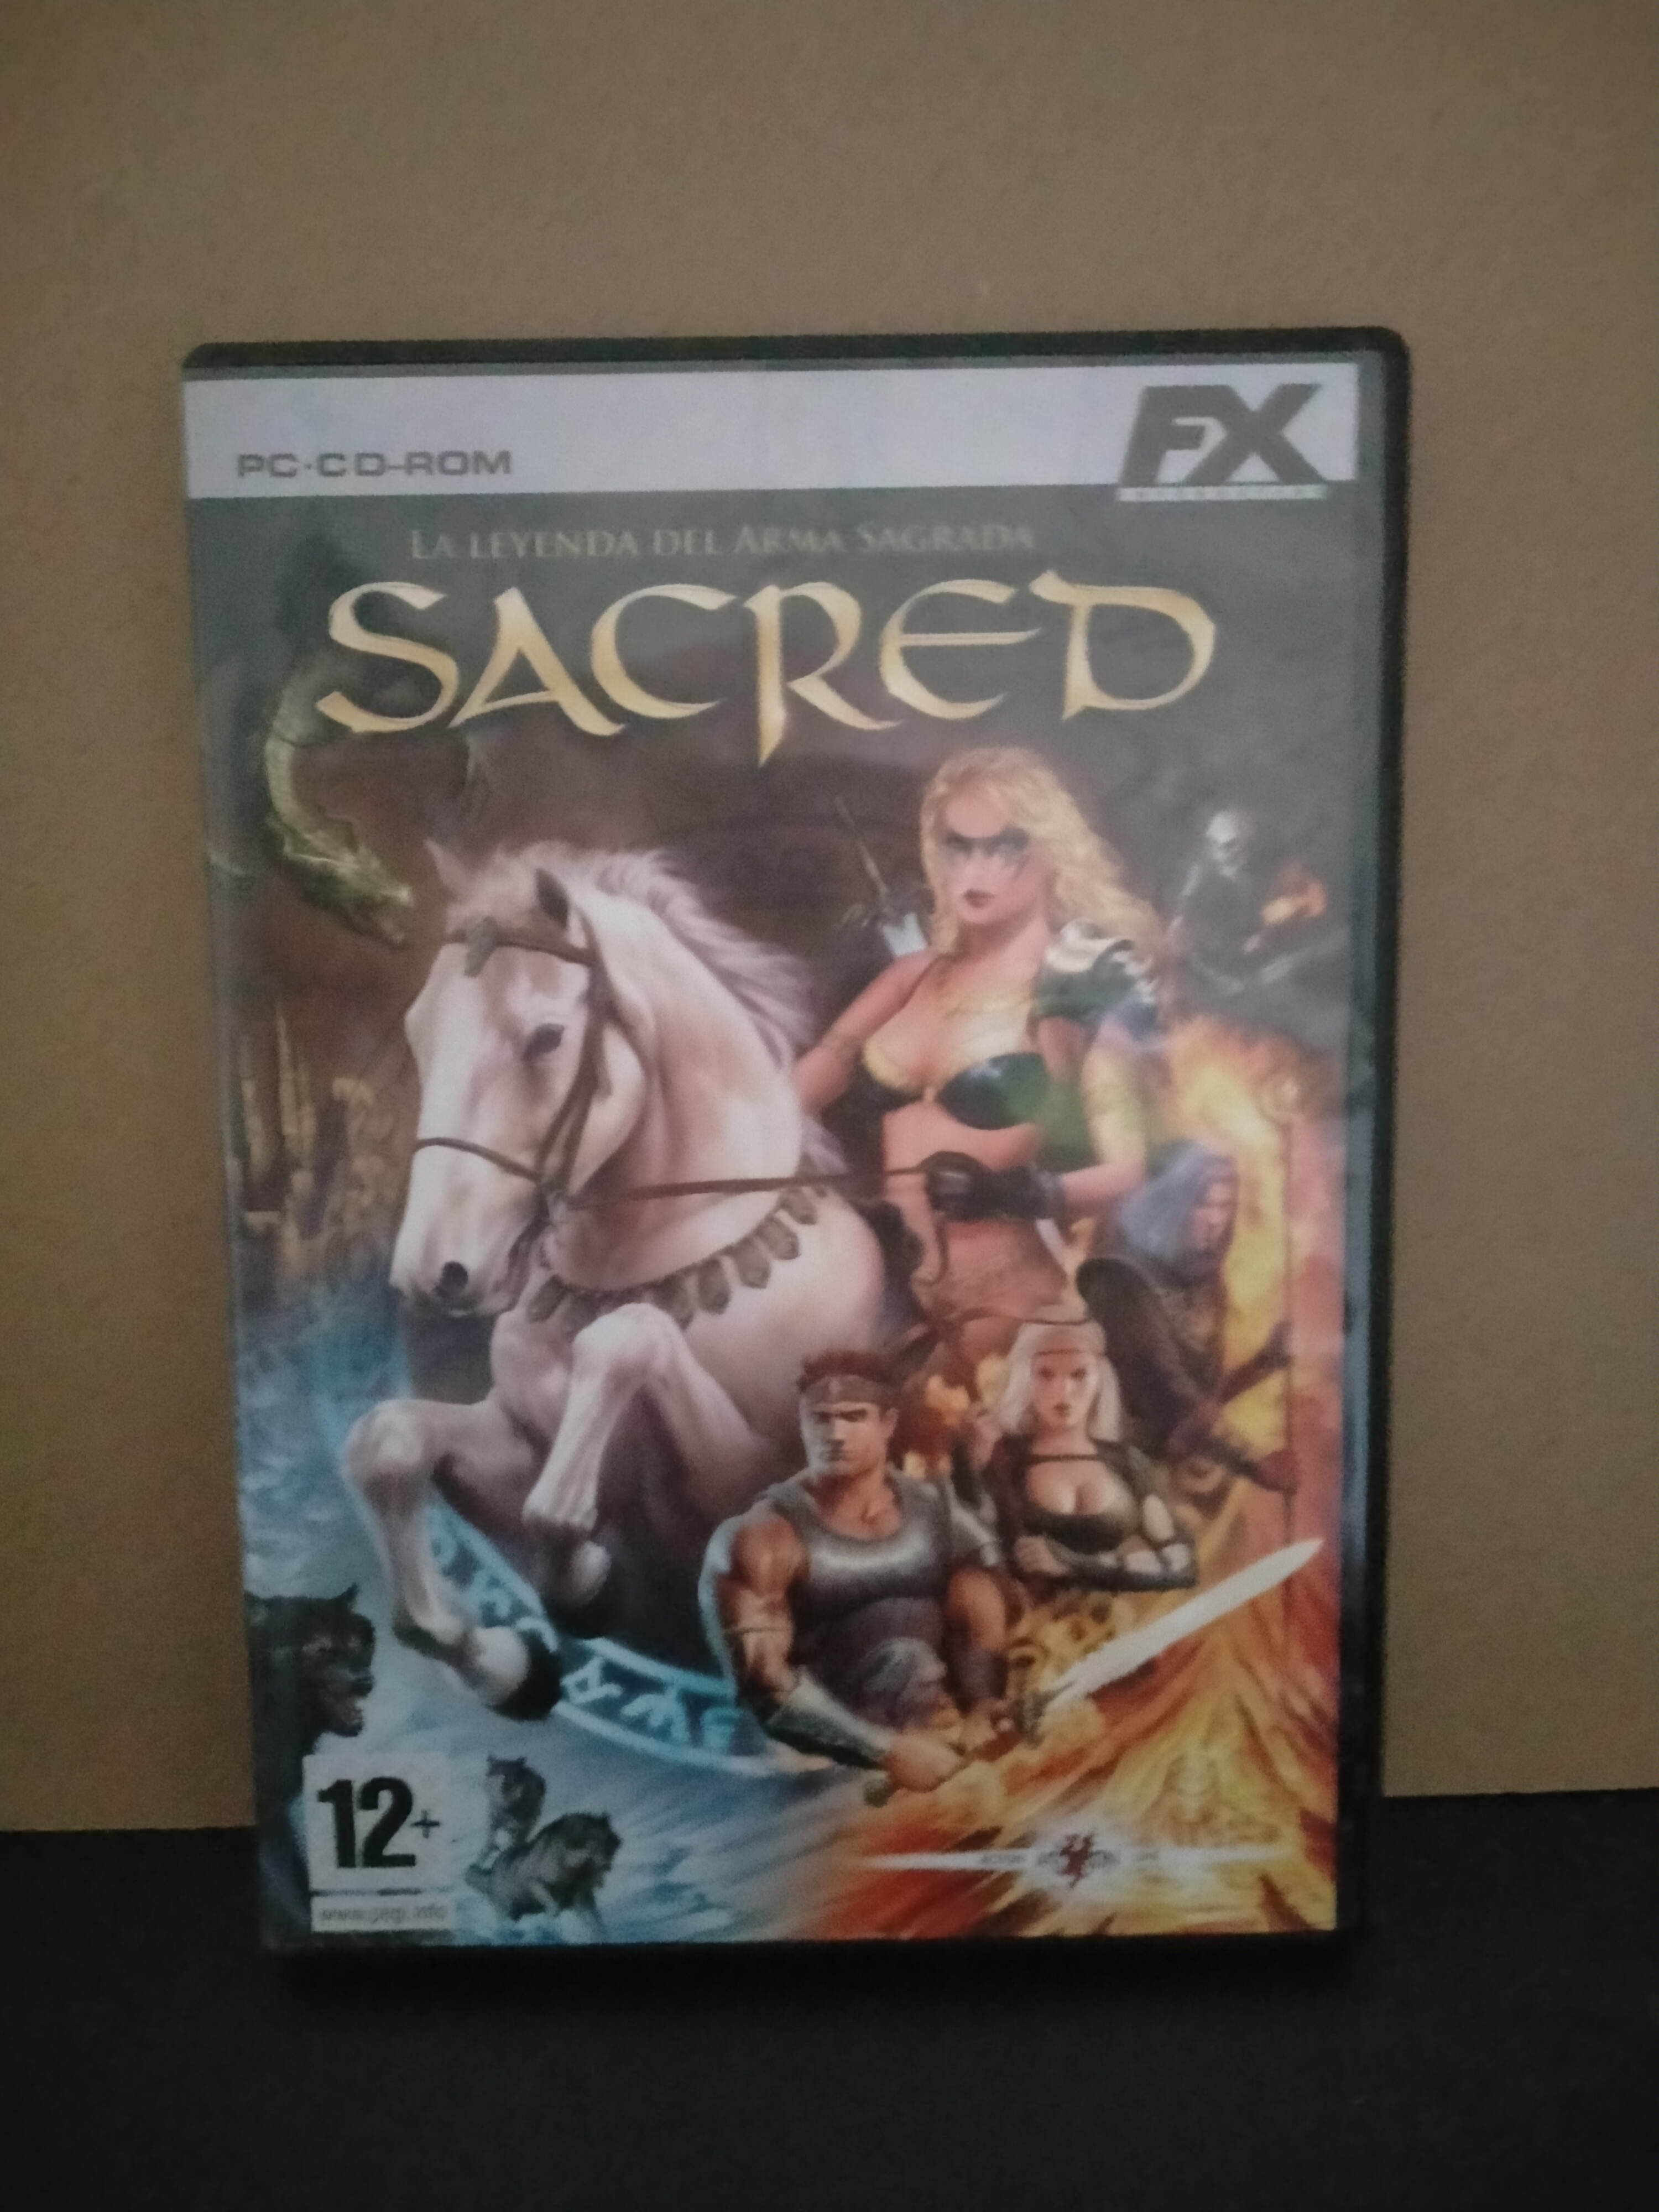 PC·CD-ROM
FX
LA LEYENDA DEL ARMA SAGRADA
SACRED
12+
www.pegi.info